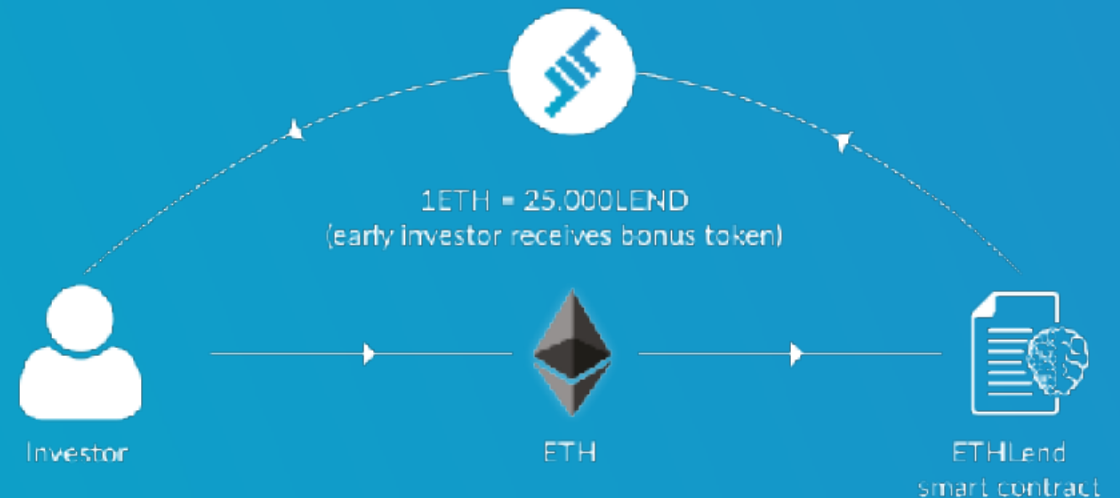 1ETH = 25.000LEND
(early investor receives bonus token)
Investor
ETH
ETHLend
smart contract